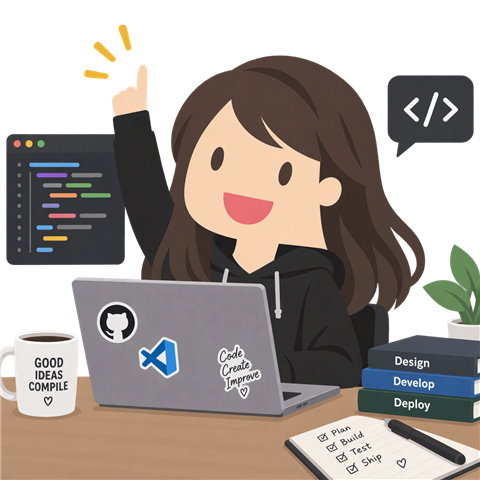 </>
GOOD
IDEAS
COMPILE
♡
Code
Create
Improve
♡
Design
Develop
Deploy
☑ Plan
☑ Build
☑ Test
☑ Ship
♡